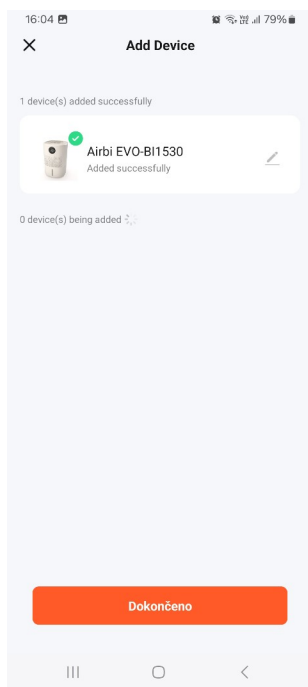 16:04
79%
Add Device
1 device(s) added successfully
Airbi EVO-BI1530
Added successfully
0 device(s) being added
Dokončeno